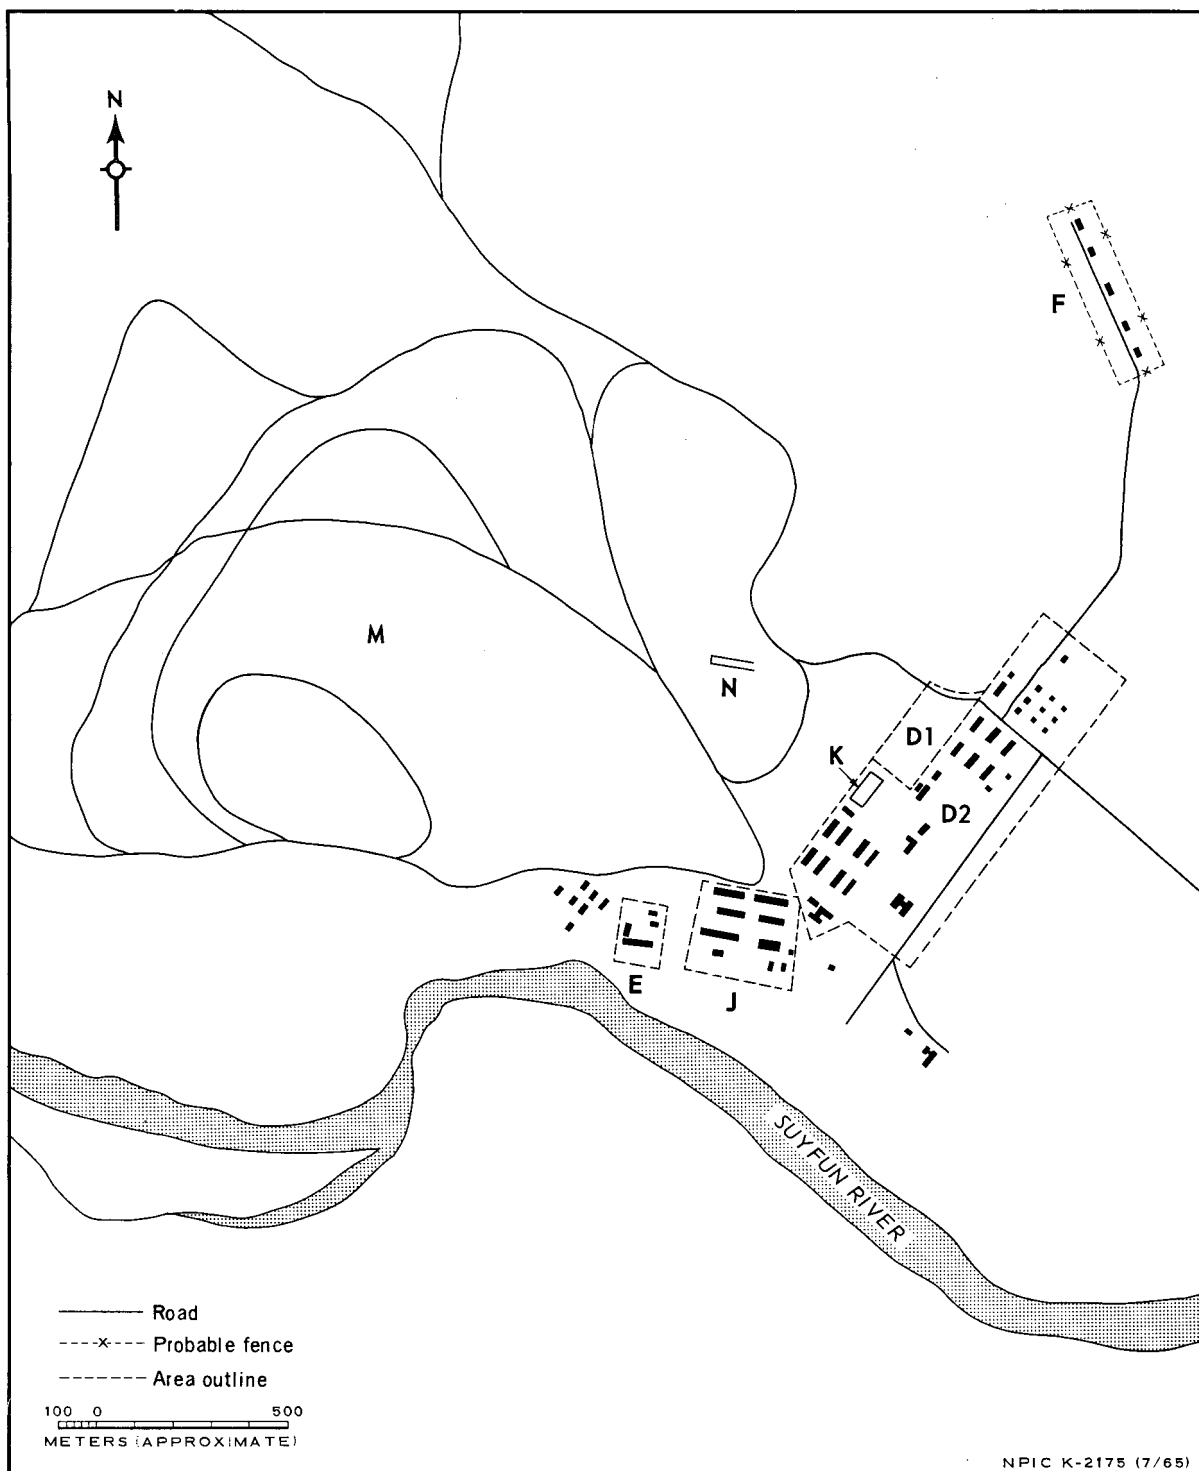 N
F
M
N
D1
K
D2
E
J
SUYFUN RIVER
Road
Probable fence
Area outline
100 0 500
METERS (APPROXIMATE)
NPIC K-2175 (7/65)